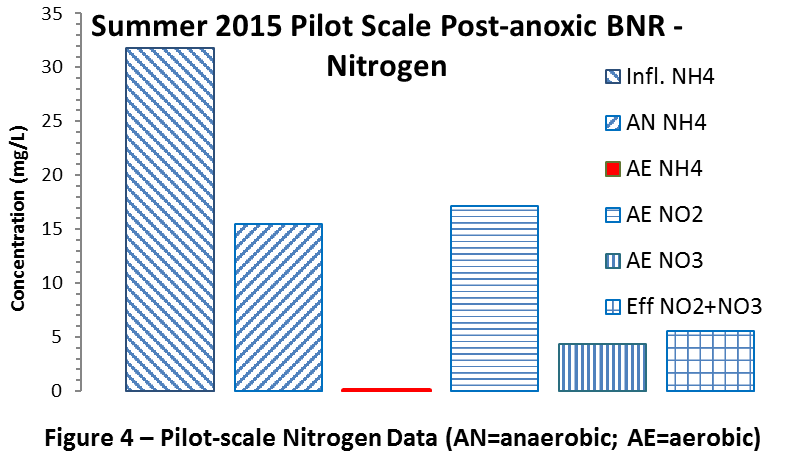 Summer 2015 Pilot Scale Post-anoxic BNR -
Nitrogen
35
30
25
20
15
10
5
0
Concentration (mg/L)
Infl. NH4
AN NH4
AE NH4
AE NO2
AE NO3
Eff NO2+NO3
Figure 4 – Pilot-scale Nitrogen Data (AN=anaerobic; AE=aerobic)